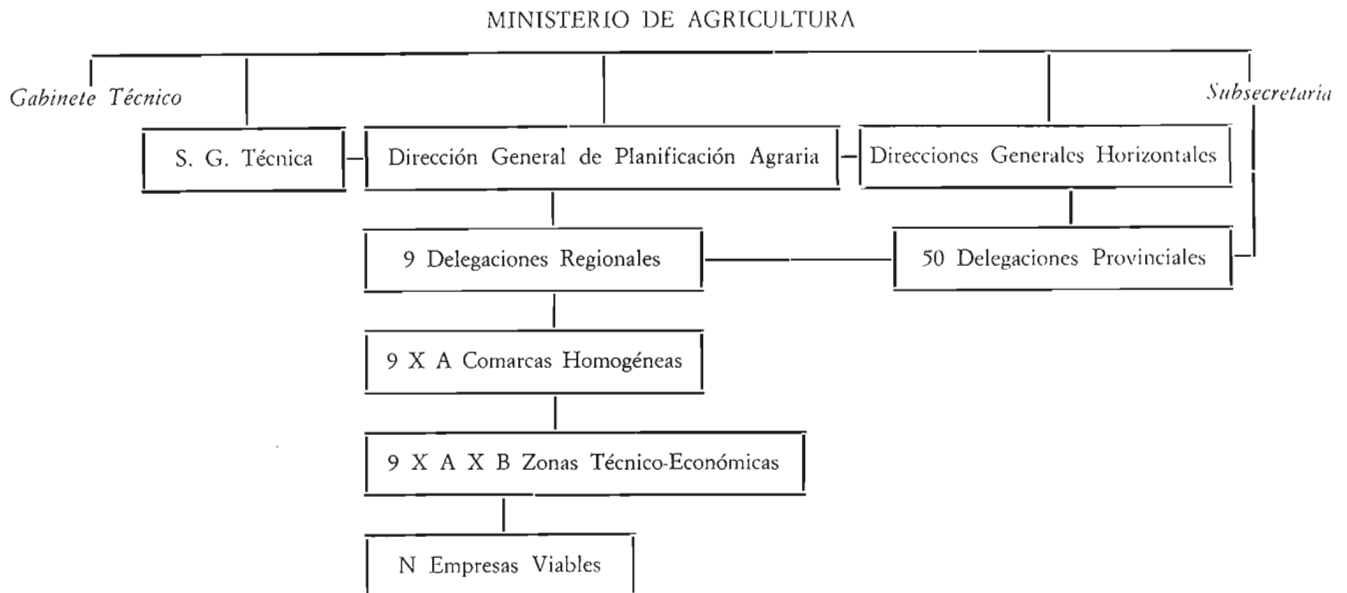 MINISTERIO DE AGRICULTURA
Gabinete Técnico
Subsecretaria
S. G. Técnica
Dirección General de Planificación Agraria
Direcciones Generales Horizontales
9 Delegaciones Regionales
50 Delegaciones Provinciales
9 X A Comarcas Homogéneas
9 X A X B Zonas Técnico-Económicas
N Empresas Viables